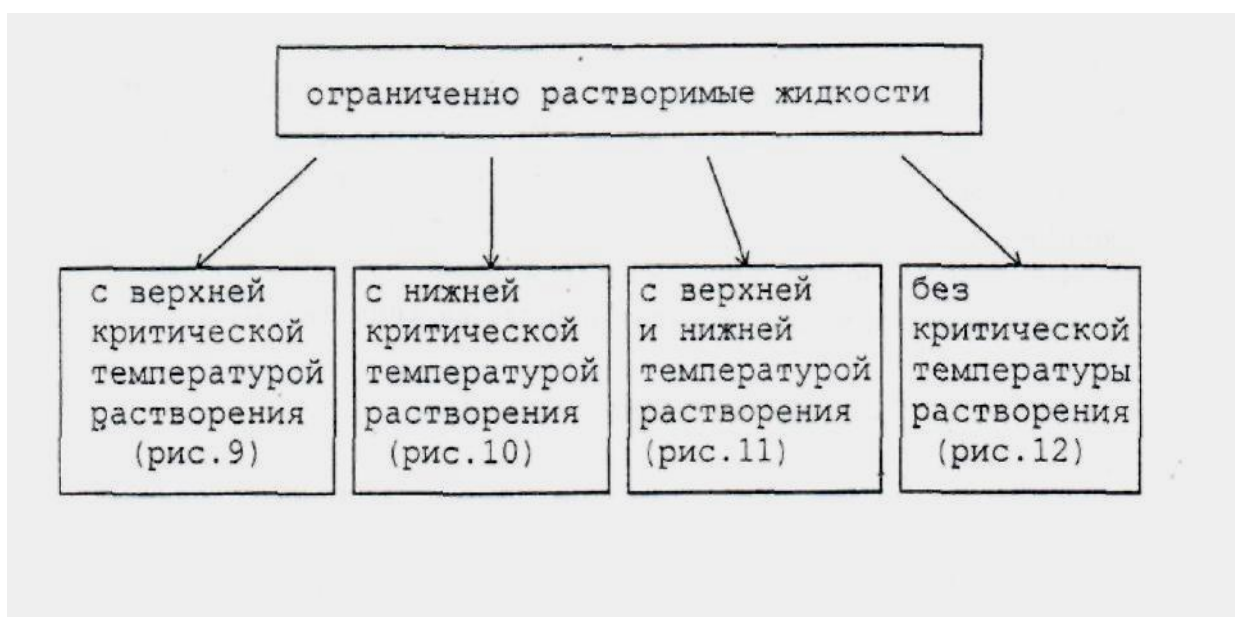 ограниченно растворимые жидкости
с верхней
критической
температурой
растворения
(рис.9)
с нижней
критической
температурой
растворения
(рис.10)
с верхней
и нижней
температурой
растворения
(рис.11)
без
критической
температуры
растворения
(рис.12)